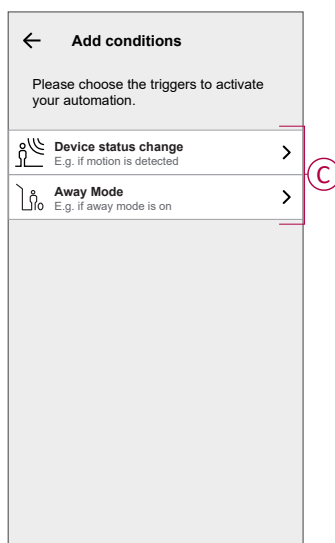 Add conditions
Please choose the triggers to activate
your automation.
Device status change
E.g. if motion is detected
Away Mode
E.g. if away mode is on
C